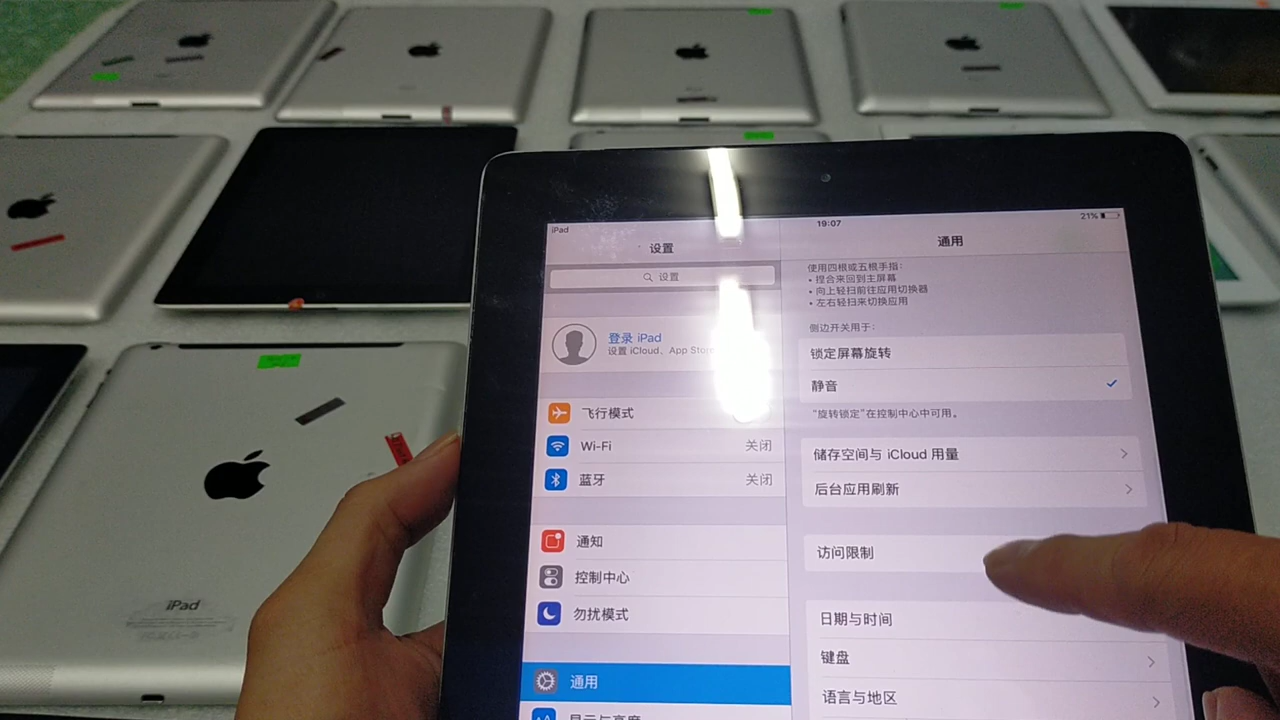 iPad
19:07
21%
设置
设置
登录 iPad
设置 iCloud、App Store
飞行模式
Wi-Fi
关闭
蓝牙
关闭
通知
控制中心
勿扰模式
通用
显示与亮度
通用
使用四根或五根手指:
• 捏合来回到主屏幕
• 向上轻扫前往应用切换器
• 左右轻扫来切换应用
侧边开关用于:
锁定屏幕旋转
静音
“旋转锁定”在控制中心中可用。
储存空间与 iCloud 用量
后台应用刷新
访问限制
日期与时间
键盘
语言与地区
iPad